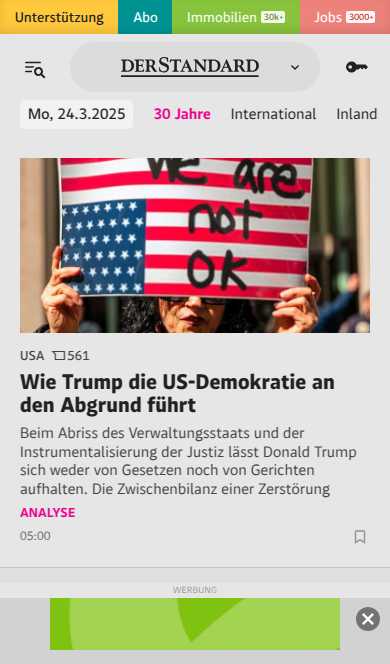 Unterstützung Abo Immobilien 30k+ Jobs 3000+
DERSTANDARD
Mo, 24.3.2025 30 Jahre International Inland
We are
not
OK
USA 561
Wie Trump die US-Demokratie an
den Abgrund führt
Beim Abriss des Verwaltungsstaats und der
Instrumentalisierung der Justiz lässt Donald Trump
sich weder von Gesetzen noch von Gerichten
aufhalten. Die Zwischenbilanz einer Zerstörung
ANALYSE
05:00
WERBUNG